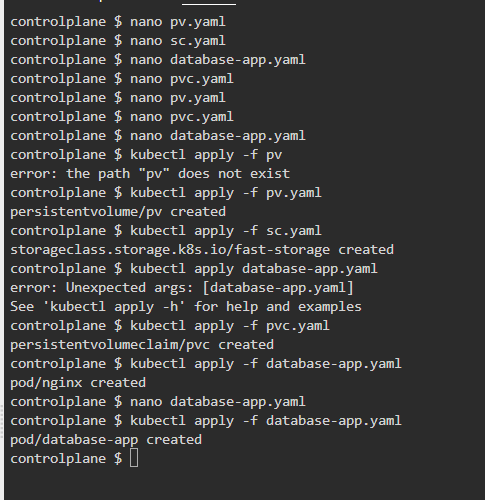 controlplane $ nano pv.yaml
controlplane $ nano sc.yaml
controlplane $ nano database-app.yaml
controlplane $ nano pvc.yaml
controlplane $ nano pv.yaml
controlplane $ nano pvc.yaml
controlplane $ nano database-app.yaml
controlplane $ kubectl apply -f pv
error: the path "pv" does not exist
controlplane $ kubectl apply -f pv.yaml
persistentvolume/pv created
controlplane $ kubectl apply -f sc.yaml
storageclass.storage.k8s.io/fast-storage created
controlplane $ kubectl apply database-app.yaml
error: Unexpected args: [database-app.yaml]
See 'kubectl apply -h' for help and examples
controlplane $ kubectl apply -f pvc.yaml
persistentvolumeclaim/pvc created
controlplane $ kubectl apply -f database-app.yaml
pod/nginx created
controlplane $ nano database-app.yaml
controlplane $ kubectl apply -f database-app.yaml
pod/database-app created
controlplane $